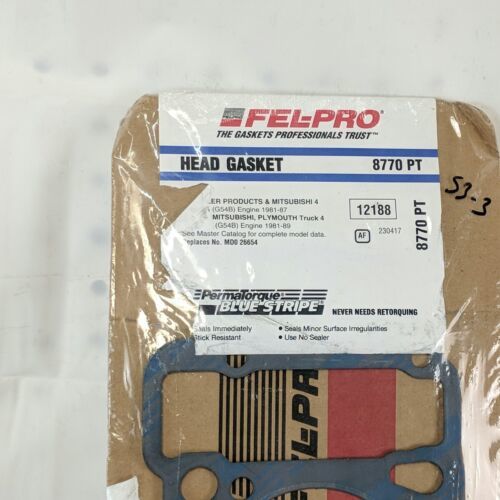 FEL-PRO
THE GASKETS PROFESSIONALS TRUST™
HEAD GASKET 8770 PT
ER PRODUCTS & MITSUBISHI 4
(G54B) Engine 1981-87
MITSUBISHI, PLYMOUTH Truck 4
(G54B) Engine 1981-89
See Master Catalog for complete model data.
Replaces No. MD0 26654
12188
AF 230417
8770 PT
53-3
PermaTorque
BLUE STRIPE
NEVER NEEDS RETORQUING
Seals Immediately • Seals Minor Surface Irregularities
Stick Resistant • Use No Sealer
FEL-PRO